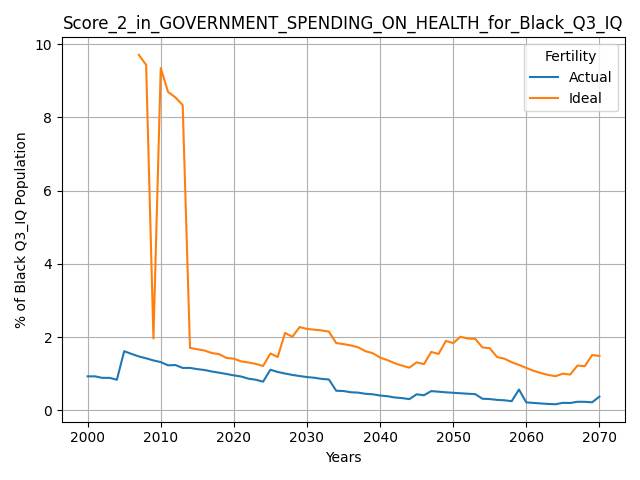 Score_2_in_GOVERNMENT_SPENDING_ON_HEALTH_for_Black_Q3_IQ
Fertility
Actual
Ideal
% of Black Q3_IQ Population
10
8
6
4
2
0
2000 2010 2020 2030 2040 2050 2060 2070
Years